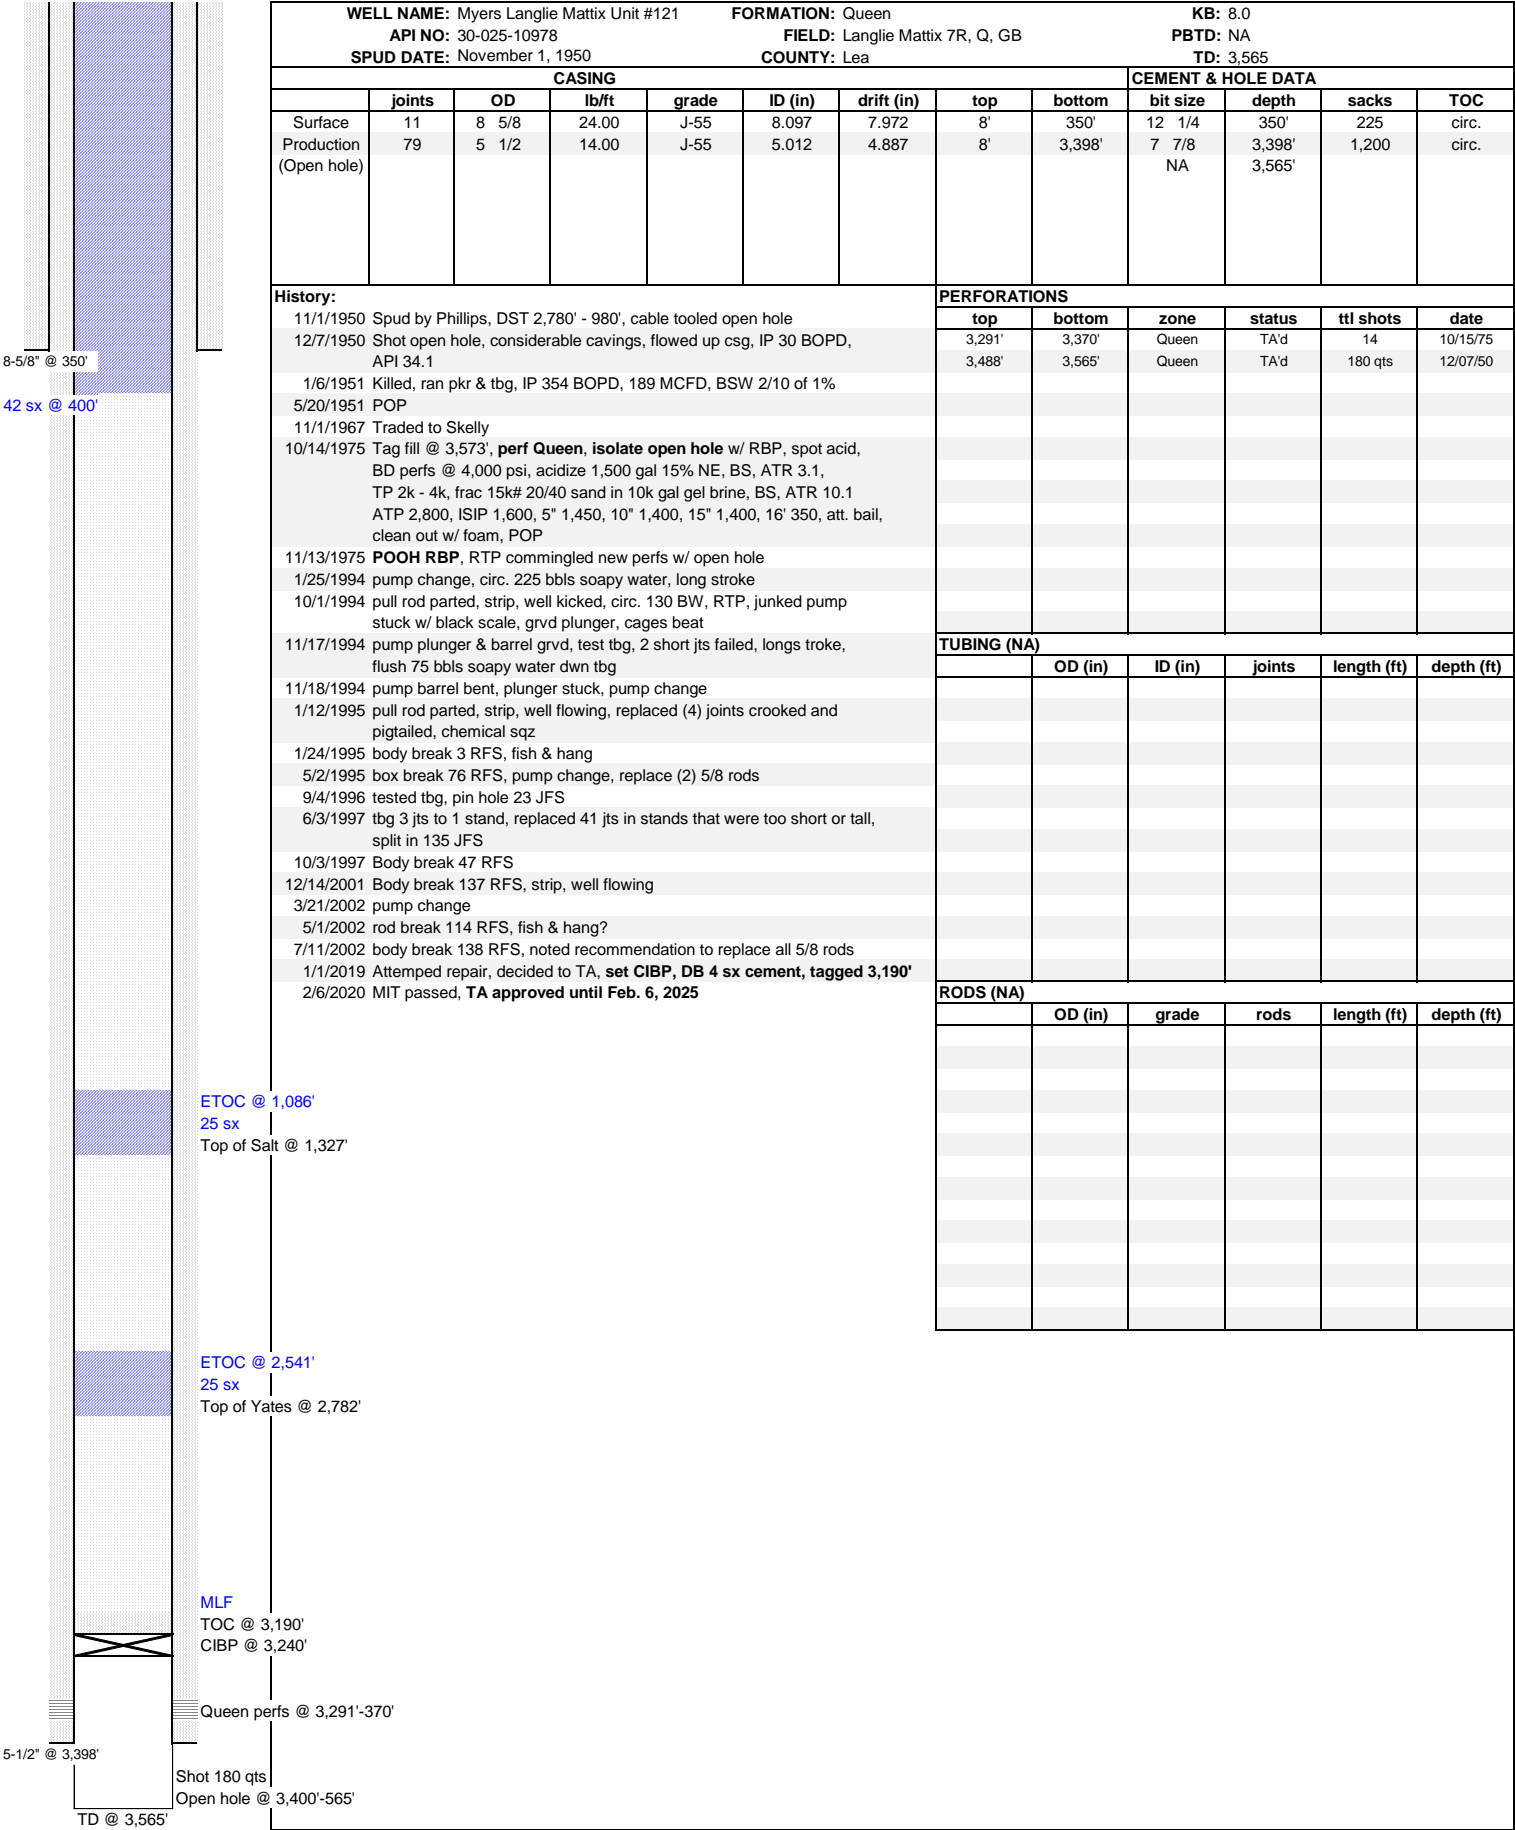 WELL NAME: Myers Langlie Mattix Unit #121 FORMATION: Queen KB: 8.0
API NO: 30-025-10978 FIELD: Langlie Mattix 7R, Q, GB PBTD: NA
SPUD DATE: November 1, 1950 COUNTY: Lea TD: 3,565
CASING CEMENT & HOLE DATA
joints OD lb/ft grade ID (in) drift (in) top bottom bit size depth sacks TOC
Surface 11 8 5/8 24.00 J-55 8.097 7.972 8' 350' 12 1/4 350' 225 circ.
Production 79 5 1/2 14.00 J-55 5.012 4.887 8' 3,398' 7 7/8 3,398' 1,200 circ.
(Open hole) NA 3,565'
History:
11/1/1950 Spud by Phillips, DST 2,780' - 980', cable tooled open hole
12/7/1950 Shot open hole, considerable cavings, flowed up csg, IP 30 BOPD,
API 34.1
1/6/1951 Killed, ran pkr & tbg, IP 354 BOPD, 189 MCFD, BSW 2/10 of 1%
5/20/1951 POP
11/1/1967 Traded to Skelly
10/14/1975 Tag fill @ 3,573', perf Queen, isolate open hole w/ RBP, spot acid,
BD perfs @ 4,000 psi, acidize 1,500 gal 15% NE, BS, ATR 3.1,
TP 2k - 4k, frac 15k# 20/40 sand in 10k gal gel brine, BS, ATR 10.1
ATP 2,800, ISIP 1,600, 5" 1,450, 10" 1,400, 15" 1,400, 16' 350, att. bail,
clean out w/ foam, POP
11/13/1975 POOH RBP, RTP commingled new perfs w/ open hole
1/25/1994 pump change, circ. 225 bbls soapy water, long stroke
10/1/1994 pull rod parted, strip, well kicked, circ. 130 BW, RTP, junked pump
stuck w/ black scale, grvd plunger, cages beat
11/17/1994 pump plunger & barrel grvd, test tbg, 2 short jts failed, longs troke,
flush 75 bbls soapy water dwn tbg
11/18/1994 pump barrel bent, plunger stuck, pump change
1/12/1995 pull rod parted, strip, well flowing, replaced (4) joints crooked and
pigtailed, chemical sqz
1/24/1995 body break 3 RFS, fish & hang
5/2/1995 box break 76 RFS, pump change, replace (2) 5/8 rods
9/4/1996 tested tbg, pin hole 23 JFS
6/3/1997 tbg 3 jts to 1 stand, replaced 41 jts in stands that were too short or tall,
split in 135 JFS
10/3/1997 Body break 47 RFS
12/14/2001 Body break 137 RFS, strip, well flowing
3/21/2002 pump change
5/1/2002 rod break 114 RFS, fish & hang?
7/11/2002 body break 138 RFS, noted recommendation to replace all 5/8 rods
1/1/2019 Attemped repair, decided to TA, set CIBP, DB 4 sx cement, tagged 3,190'
2/6/2020 MIT passed, TA approved until Feb. 6, 2025
PERFORATIONS
top bottom zone status ttl shots date
3,291' 3,370' Queen TA'd 14 10/15/75
3,488' 3,565' Queen TA'd 180 qts 12/07/50
TUBING (NA)
OD (in) ID (in) joints length (ft) depth (ft)
RODS (NA)
OD (in) grade rods length (ft) depth (ft)
8-5/8" @ 350'
42 sx @ 400'
ETOC @ 1,086'
25 sx
Top of Salt @ 1,327'
ETOC @ 2,541'
25 sx
Top of Yates @ 2,782'
MLF
TOC @ 3,190'
CIBP @ 3,240'
Queen perfs @ 3,291'-370'
5-1/2" @ 3,398'
Shot 180 qts
Open hole @ 3,400'-565'
TD @ 3,565'